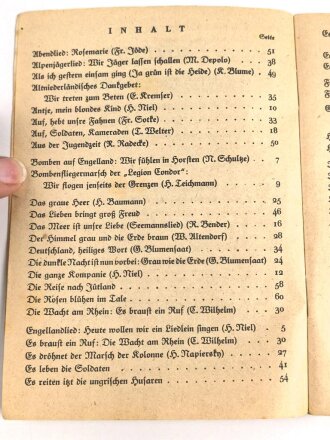 INHALT
Seite
Abendlied: Rosemarie (Fr. Jöde) . . . . . . . 51
Alpenjägerlied: Wir Jäger lassen schallen (M. Depolo) . . 38
Als ich gestern einsam ging (Ja grün ist die Heide) (K. Blume) . 49
Altniederländisches Dankgebet:
Wir treten zum Beten (E. Kremser) . . . . . . 35
Antje, mein blondes Kind (H. Niel) . . . . . . 10
Auf, hebt unsre Fahnen (Fr. Sotke) . . . . . . 33
Auf, Soldaten, Kameraden (T. Welter) . . . . . 18
Aus der Jugendzeit (R. Radecke) . . . . . . . 50
Bomben auf Engelland: Wir fühlen in Horsten (N. Schultze) . 7
Bombenfliegermarsch der „Legion Condor“:
Wir flogen jenseits der Grenzen (H. Teichmann) . . . 9
Das graue Heer (H. Baumann) . . . . . . . 25
Das Lieben bringt groß Freud . . . . . . . . 46
Das Meer ist unsre Liebe (Seemannslied) (R. Bender) . . 16
Der Himmel grau und die Erde braun (W. Altendorf) . . 28
Deutschland, heiliges Wort (G. Blumensaat) . . . . 34
Die dunkle Nacht ist nun vorbei: Grau wie die Erde (G. Blumensaat) 24
Die ganze Kompanie (H. Niel) . . . . . . . . 12
Die Reise nach Jütland . . . . . . . . . . 58
Die Rosen blühen im Tale . . . . . . . . . 60
Die Wacht am Rhein: Es braust ein Ruf (C. Wilhelm) . . 30
Engellandlied: Heute wollen wir ein Liedlein singen (H. Niel) . 5
Es braust ein Ruf: Die Wacht am Rhein (C. Wilhelm) . . 30
Es dröhnet der Marsch der Kolonne (H. Napiersky) . . . 27
Es leben die Soldaten . . . . . . . . . . 41
Es reiten itzt die ungrischen Husaren . . . . . . 54